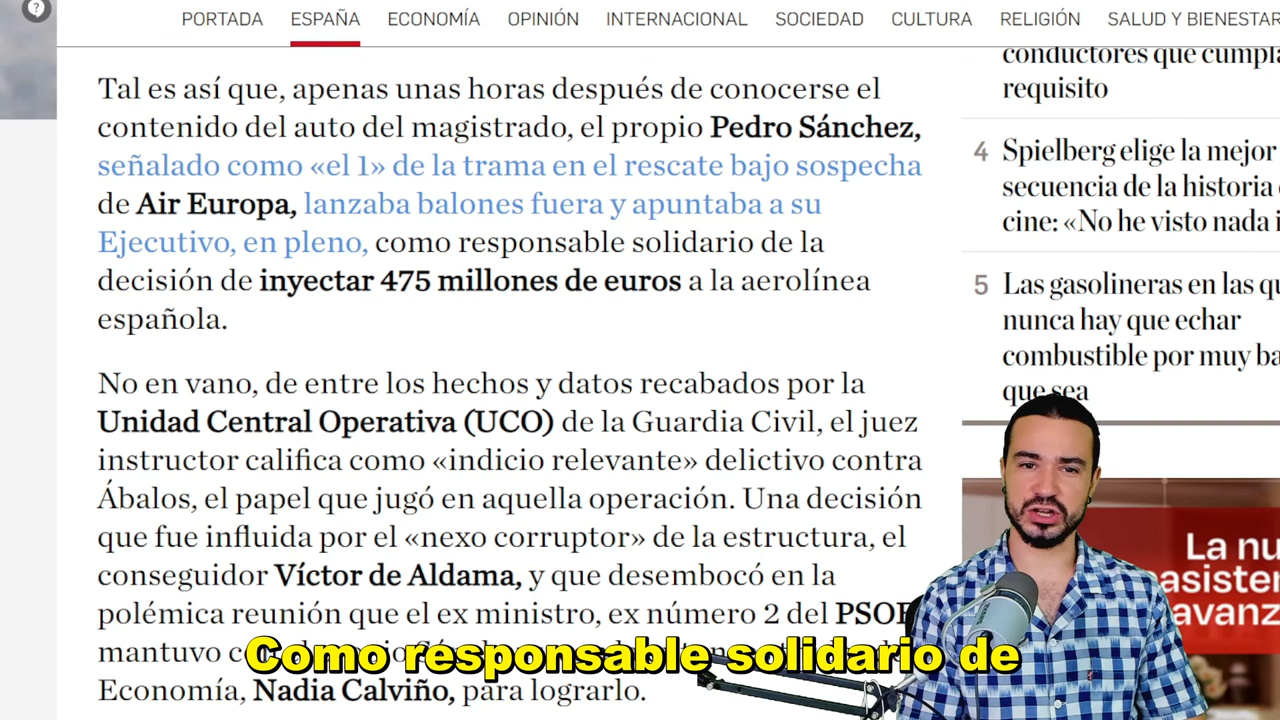 PORTADA ESPAÑA ECONOMÍA OPINIÓN INTERNACIONAL SOCIEDAD CULTURA RELIGIÓN SALUD Y BIENESTAR
Tal es así que, apenas unas horas después de conocerse el
contenido del auto del magistrado, el propio Pedro Sánchez,
señalado como «el 1» de la trama en el rescate bajo sospecha
de Air Europa, lanzaba balones fuera y apuntaba a su
Ejecutivo, en pleno, como responsable solidario de la
decisión de inyectar 475 millones de euros a la aerolínea
española.
No en vano, de entre los hechos y datos recabados por la
Unidad Central Operativa (UCO) de la Guardia Civil, el juez
instructor califica como «indicio relevante» delictivo contra
Ábalos, el papel que jugó en aquella operación. Una decisión
que fue influida por el «nexo corruptor» de la estructura, el
conseguidor Víctor de Aldama, y que desembocó en la
polémica reunión que el ex ministro, ex número 2 del PSOE
mantuvo
Economía, Nadia Calviño, para lograrlo.
conductores que
requisito
4 Spielberg elige la mejor
secuencia de la historia
cine: «No he visto nada
5 Las gasolineras en las
nunca hay que echar
combustible por muy
que sea
La
Como responsable solidario de